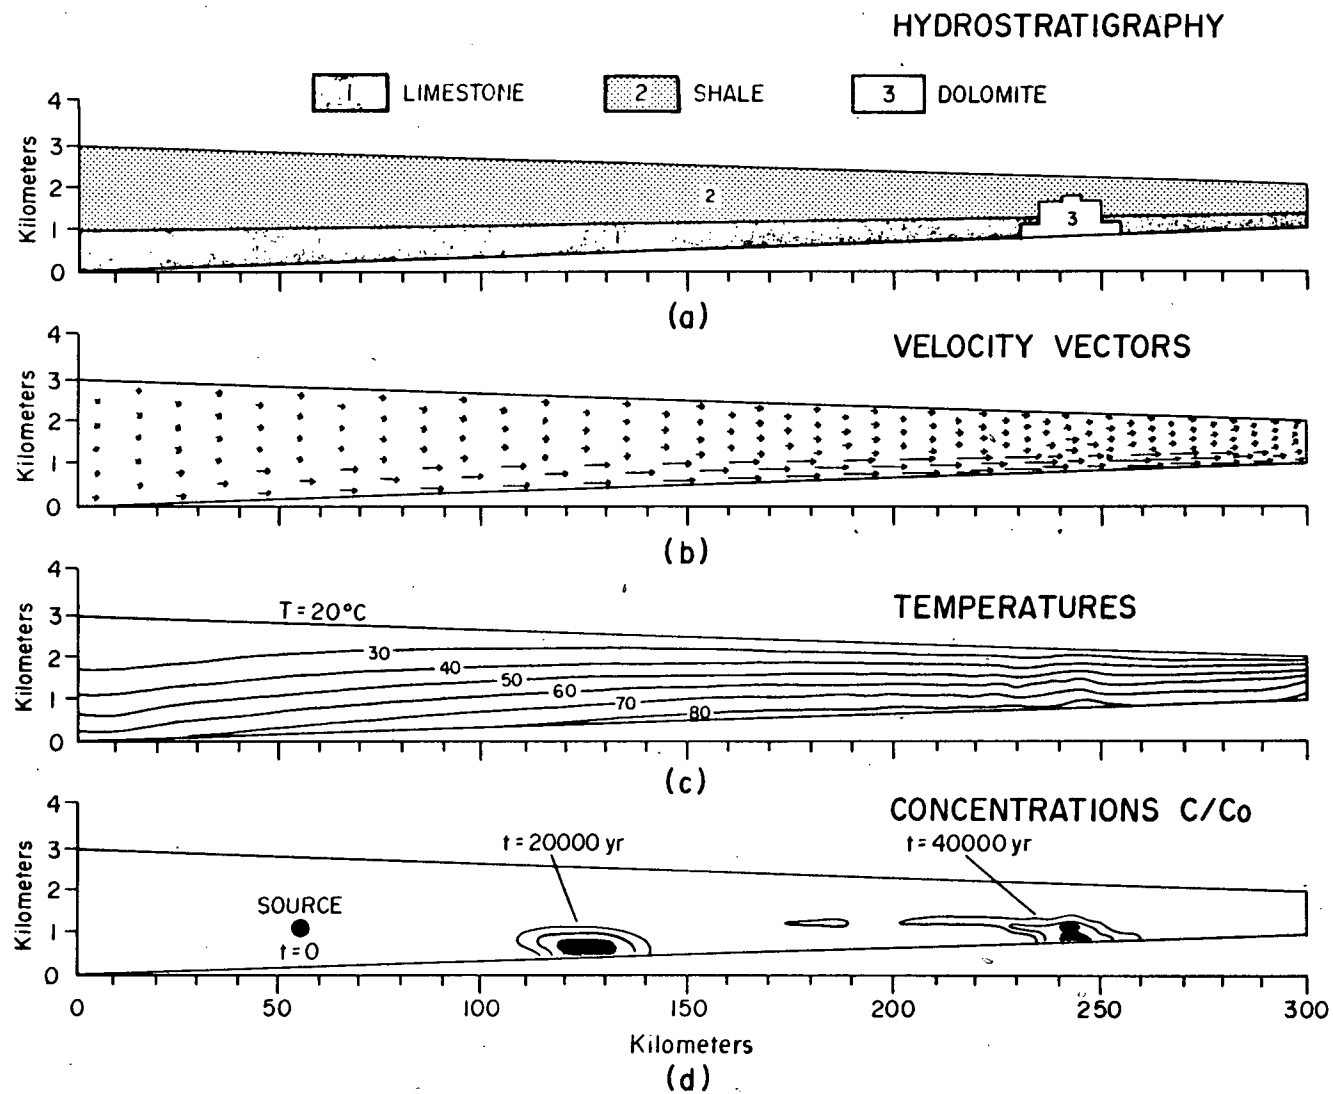 HYDROSTRATIGRAPHY
1 LIMESTONE 2 SHALE 3 DOLOMITE
4
3
2
1
0
Kilometers
2
3
1
(a)
VELOCITY VECTORS
4
3
2
1
0
Kilometers
(b)
TEMPERATURES
4
3
2
1
0
Kilometers
T=20°C
30
40
50
60
70
80
(c)
CONCENTRATIONS C/Co
4
3
2
1
0
Kilometers
t=20000 yr
t=40000 yr
SOURCE
t=0
0 50 100 150 200 250 300
Kilometers
(d)